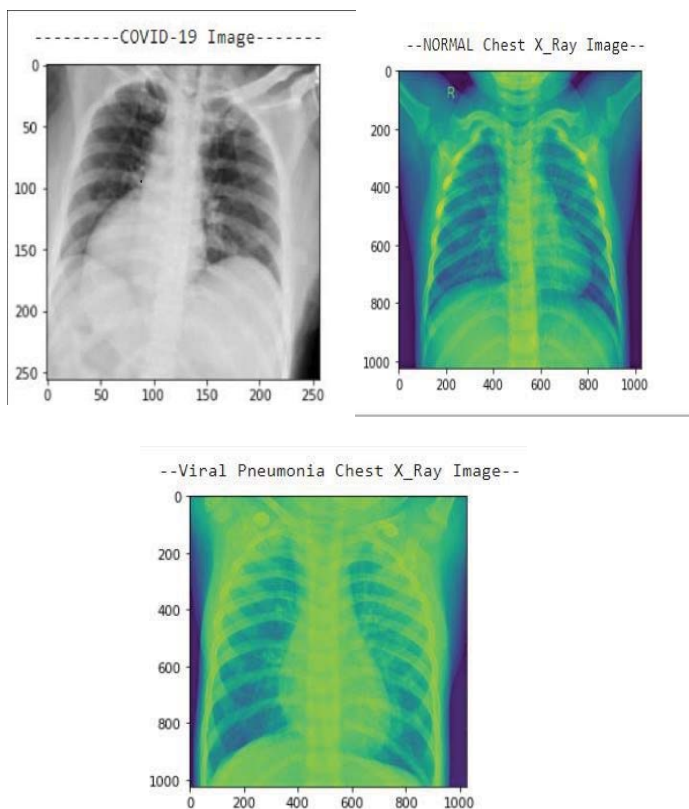 ---------COVID-19 Image-------
0
50
100
150
200
250
0 50 100 150 200 250
--NORMAL Chest X_Ray Image--
R
0
200
400
600
800
1000
0 200 400 600 800 1000
--Viral Pneumonia Chest X_Ray Image--
0
200
400
600
800
1000
0 200 400 600 800 1000